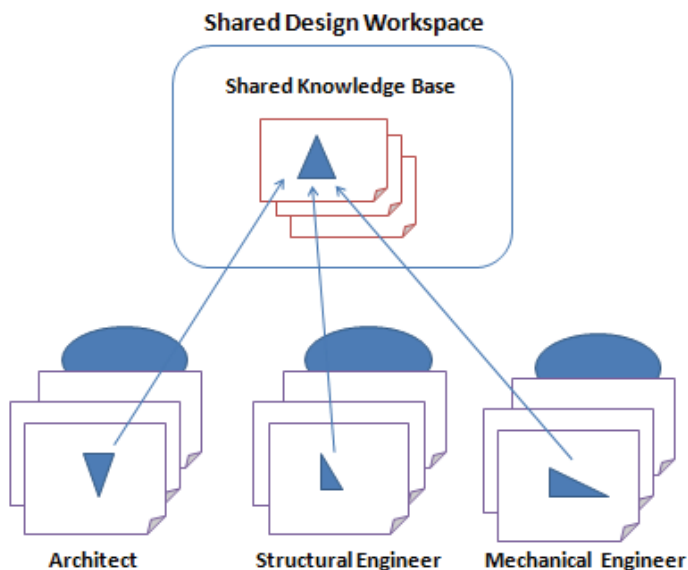 Shared Design Workspace
Shared Knowledge Base
Architect
Structural Engineer
Mechanical Engineer